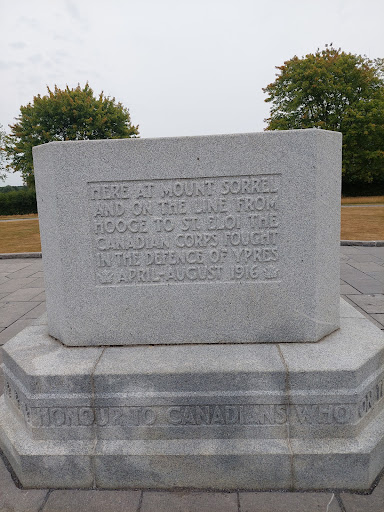 HERE AT MOUNT SORREL
AND ON THE LINE FROM
HOOGE TO ST. ELOI THE
CANADIAN CORPS FOUGHT
IN THE DEFENCE OF YPRES
APRIL-AUGUST 1916
HONOUR TO CANADIANS WHO